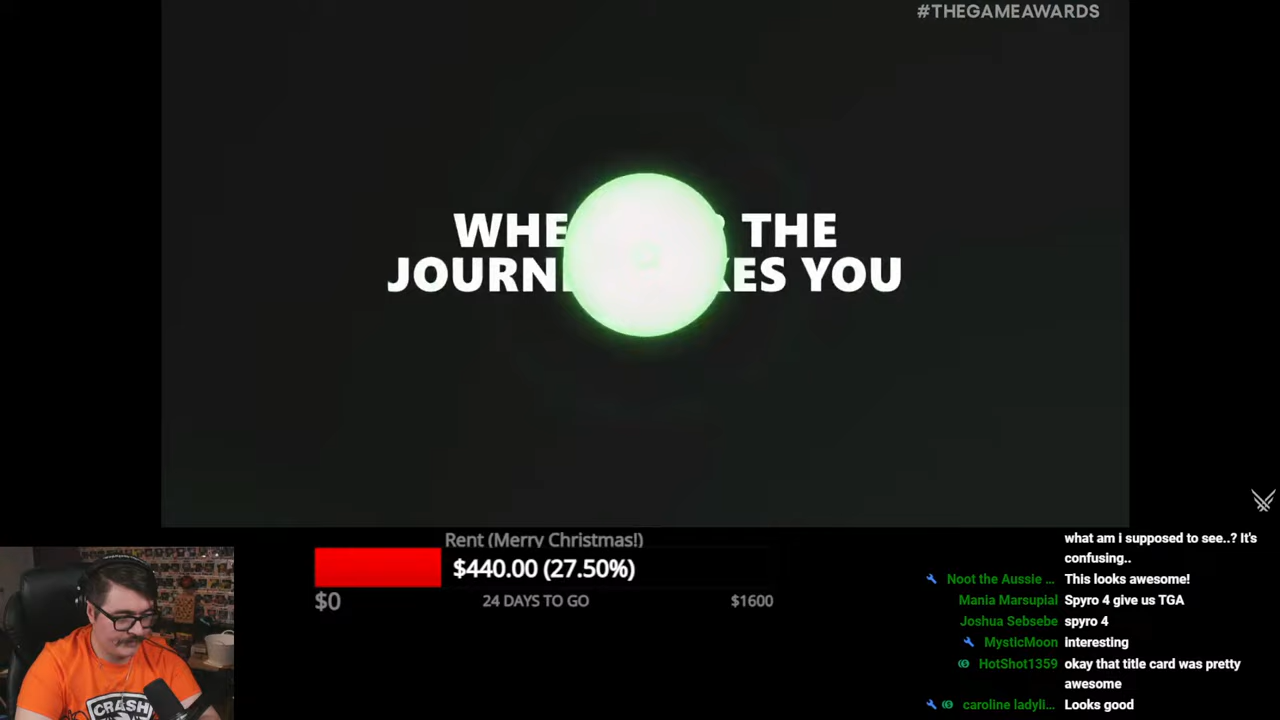 #THEGAMEAWARDS
WHE THE
JOURN KES YOU
Rent (Merry Christmas!)
$440.00 (27.50%)
$0 24 DAYS TO GO $1600
what am i supposed to see..? It's
confusing..
Noot the Aussie ... This looks awesome!
Mania Marsupial Spyro 4 give us TGA
Joshua Sebsebe spyro 4
MysticMoon interesting
HotShot1359 okay that title card was pretty
awesome
caroline ladyli... Looks good
CRASH